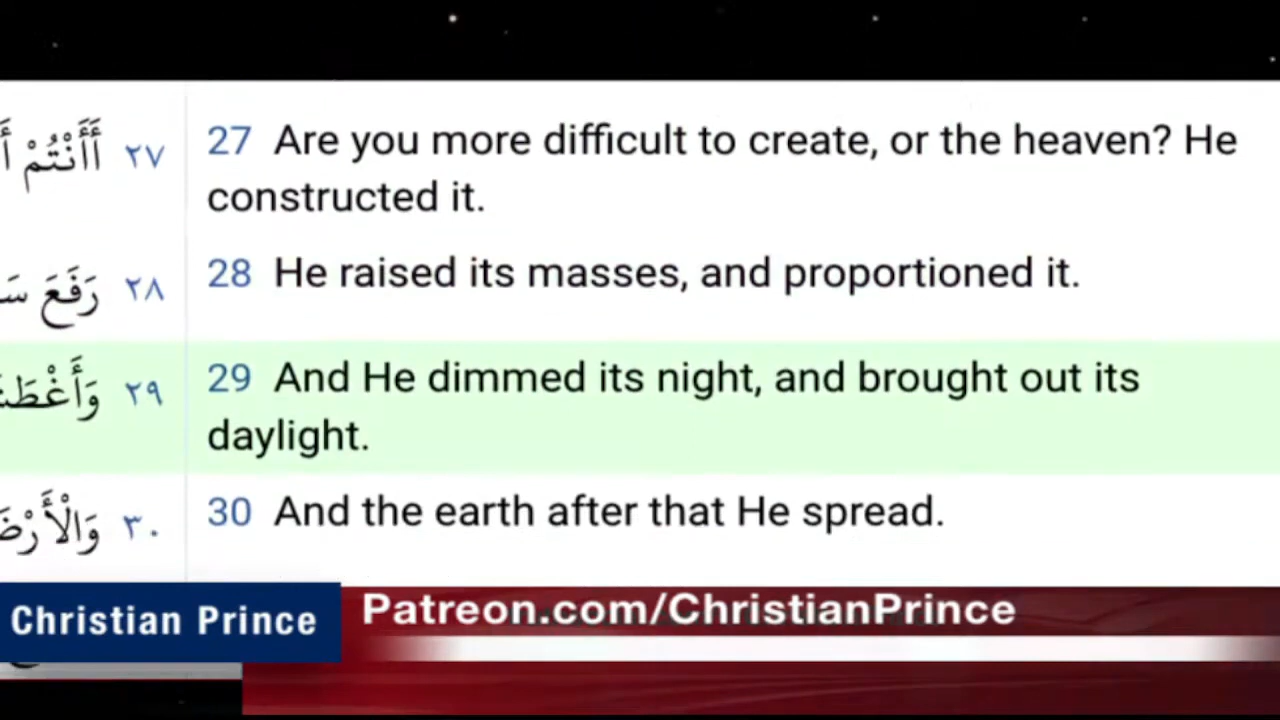 أَأَنْتُمْ ٢٧ 27 Are you more difficult to create, or the heaven? He
constructed it.
رَفَعَ ٢٨ 28 He raised its masses, and proportioned it.
٢٩ 29 And He dimmed its night, and brought out its
daylight.
٣٠ 30 And the earth after that He spread.
Christian Prince
Patreon.com/ChristianPrince